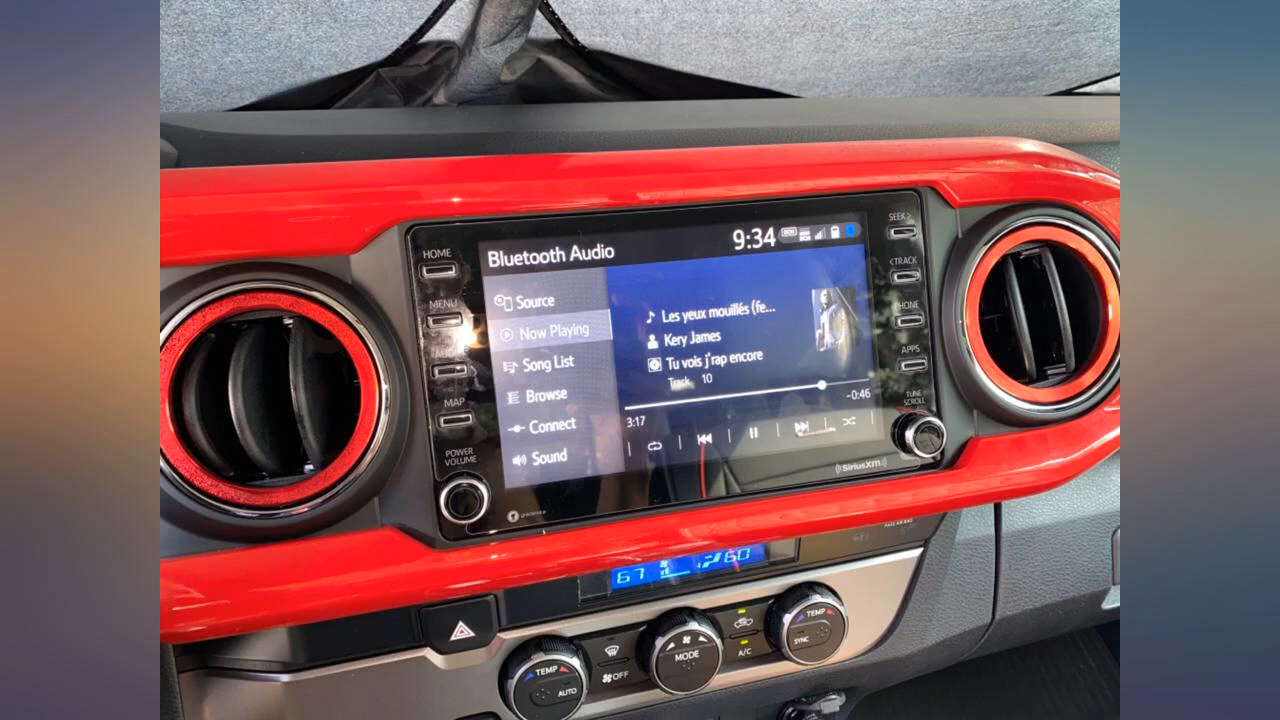 HOME
MENU
MAP
POWER
VOLUME
Bluetooth Audio
9:34
Source
Now Playing
Song List
Browse
Connect
Sound
Les yeux mouillés (fe...
Kery James
Tu vois j'rap encore
Track 10
3:17
-0:46
SEEK >
< TRACK
PHONE
APPS
TUNE
SCROLL
SiriusXM
gracenote
67
60
TEMP
AUTO
OFF
MODE
A/C
TEMP
SYNC